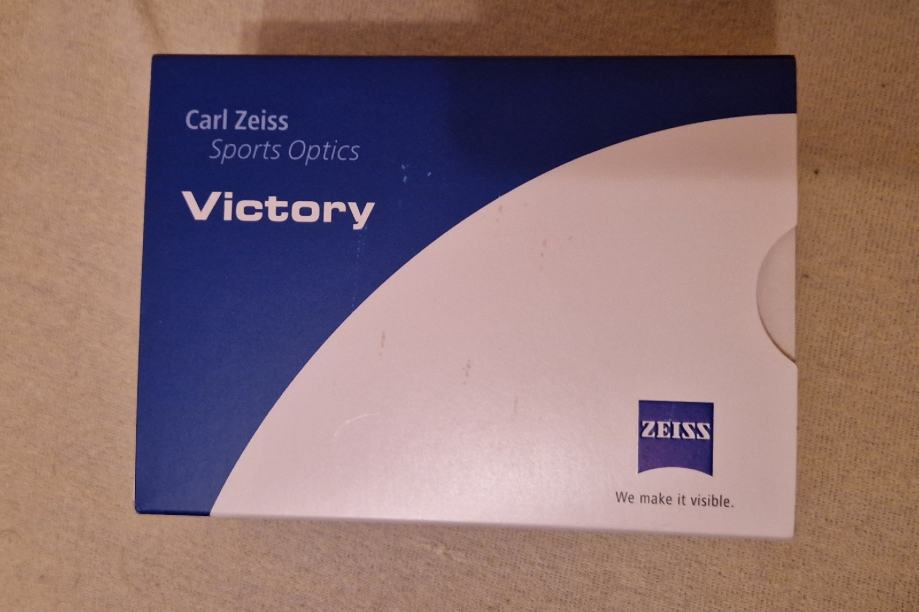 Carl Zeiss
Sports Optics
Victory
ZEISS
We make it visible.